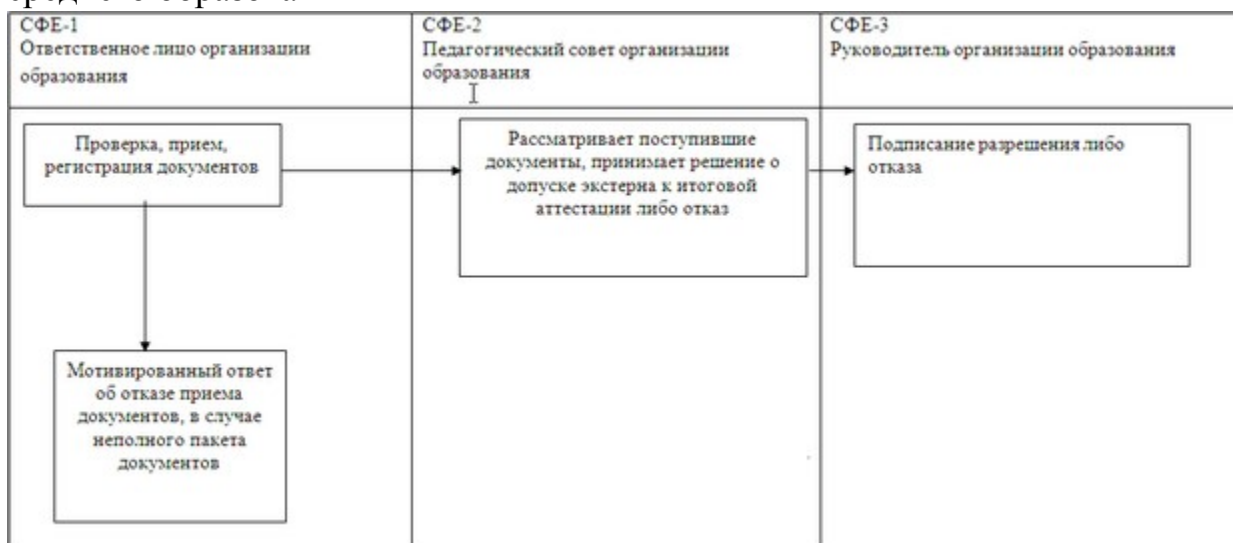 СФЕ-1
Ответственное лицо организации
образования
СФЕ-2
Педагогический совет организации
образования
СФЕ-3
Руководитель организации образования
Проверка, прием,
регистрация документов
Рассматривает поступившие
документы, принимает решение о
допуске экстерна к итоговой
аттестации либо отказ
Подписание разрешения либо
отказа
Мотивированный ответ
об отказе приема
документов, в случае
неполного пакета
документов